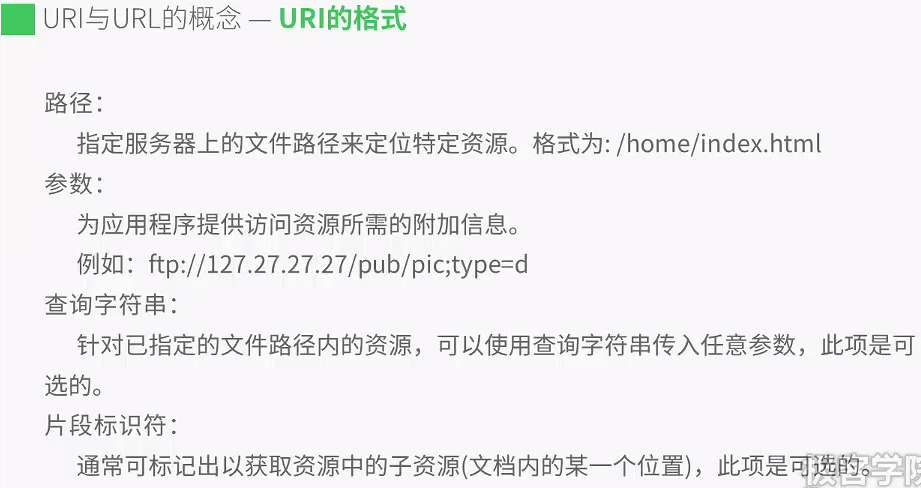 URI与URL的概念 — URI的格式
路径：
指定服务器上的文件路径来定位特定资源。格式为: /home/index.html
参数：
为应用程序提供访问资源所需的附加信息。
例如：ftp://127.27.27.27/pub/pic;type=d
查询字符串：
针对已指定的文件路径内的资源，可以使用查询字符串传入任意参数，此项是可
选的。
片段标识符：
通常可标记出以获取资源中的子资源(文档内的某一个位置)，此项是可选的。
极客学院